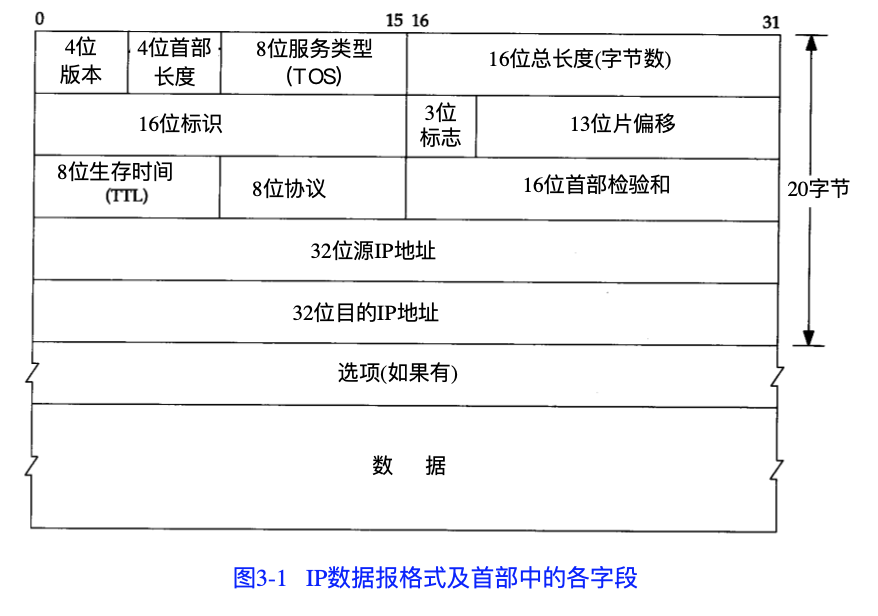 0 15 16 31
4位
版本
4位首部
长度
8位服务类型
(TOS)
16位总长度(字节数)
16位标识
3位
标志
13位片偏移
8位生存时间
(TTL)
8位协议
16位首部检验和
20字节
32位源IP地址
32位目的IP地址
选项(如果有)
数 据
图3-1 IP数据报格式及首部中的各字段